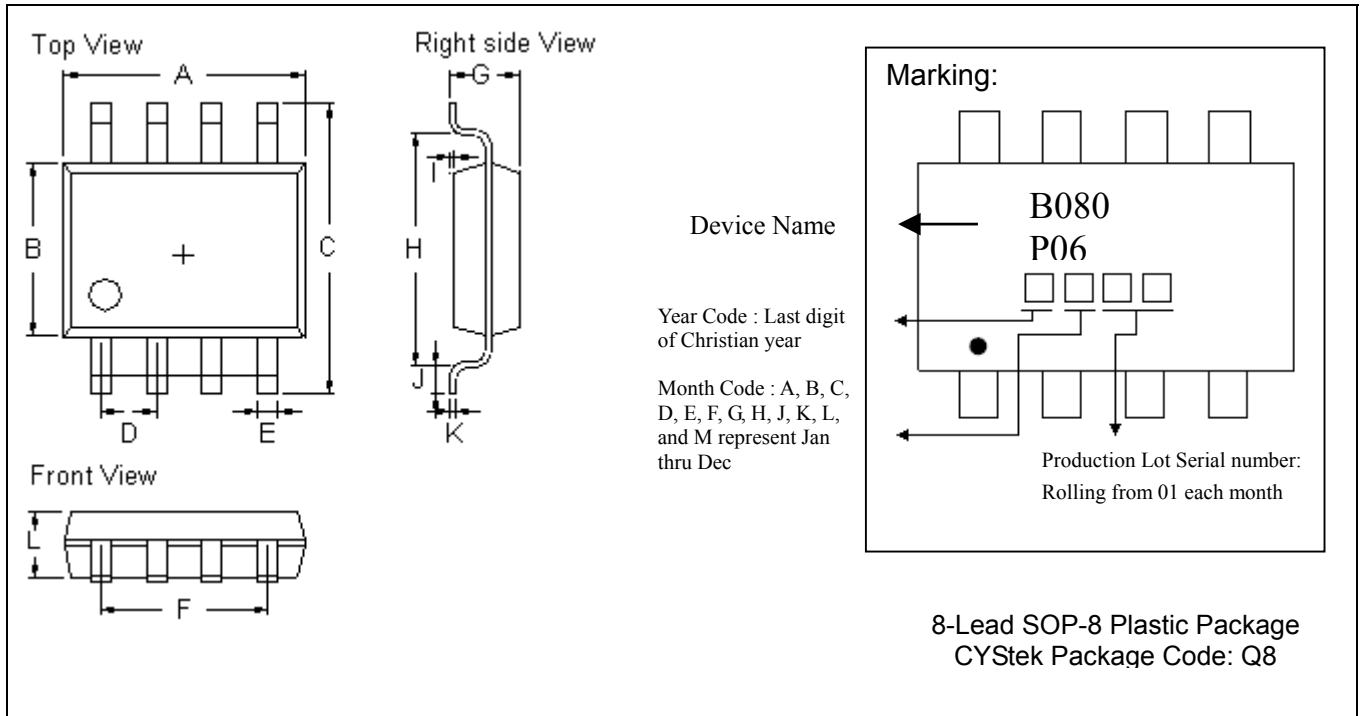 Top View
A
B
C
D
E
Right side View
G
I
H
J
K
Front View
L
F
Marking:
Device Name
B080
P06
Year Code : Last digit
of Christian year
Month Code : A, B, C,
D, E, F, G, H, J, K, L,
and M represent Jan
thru Dec
Production Lot Serial number:
Rolling from 01 each month
8-Lead SOP-8 Plastic Package
CYStek Package Code: Q8